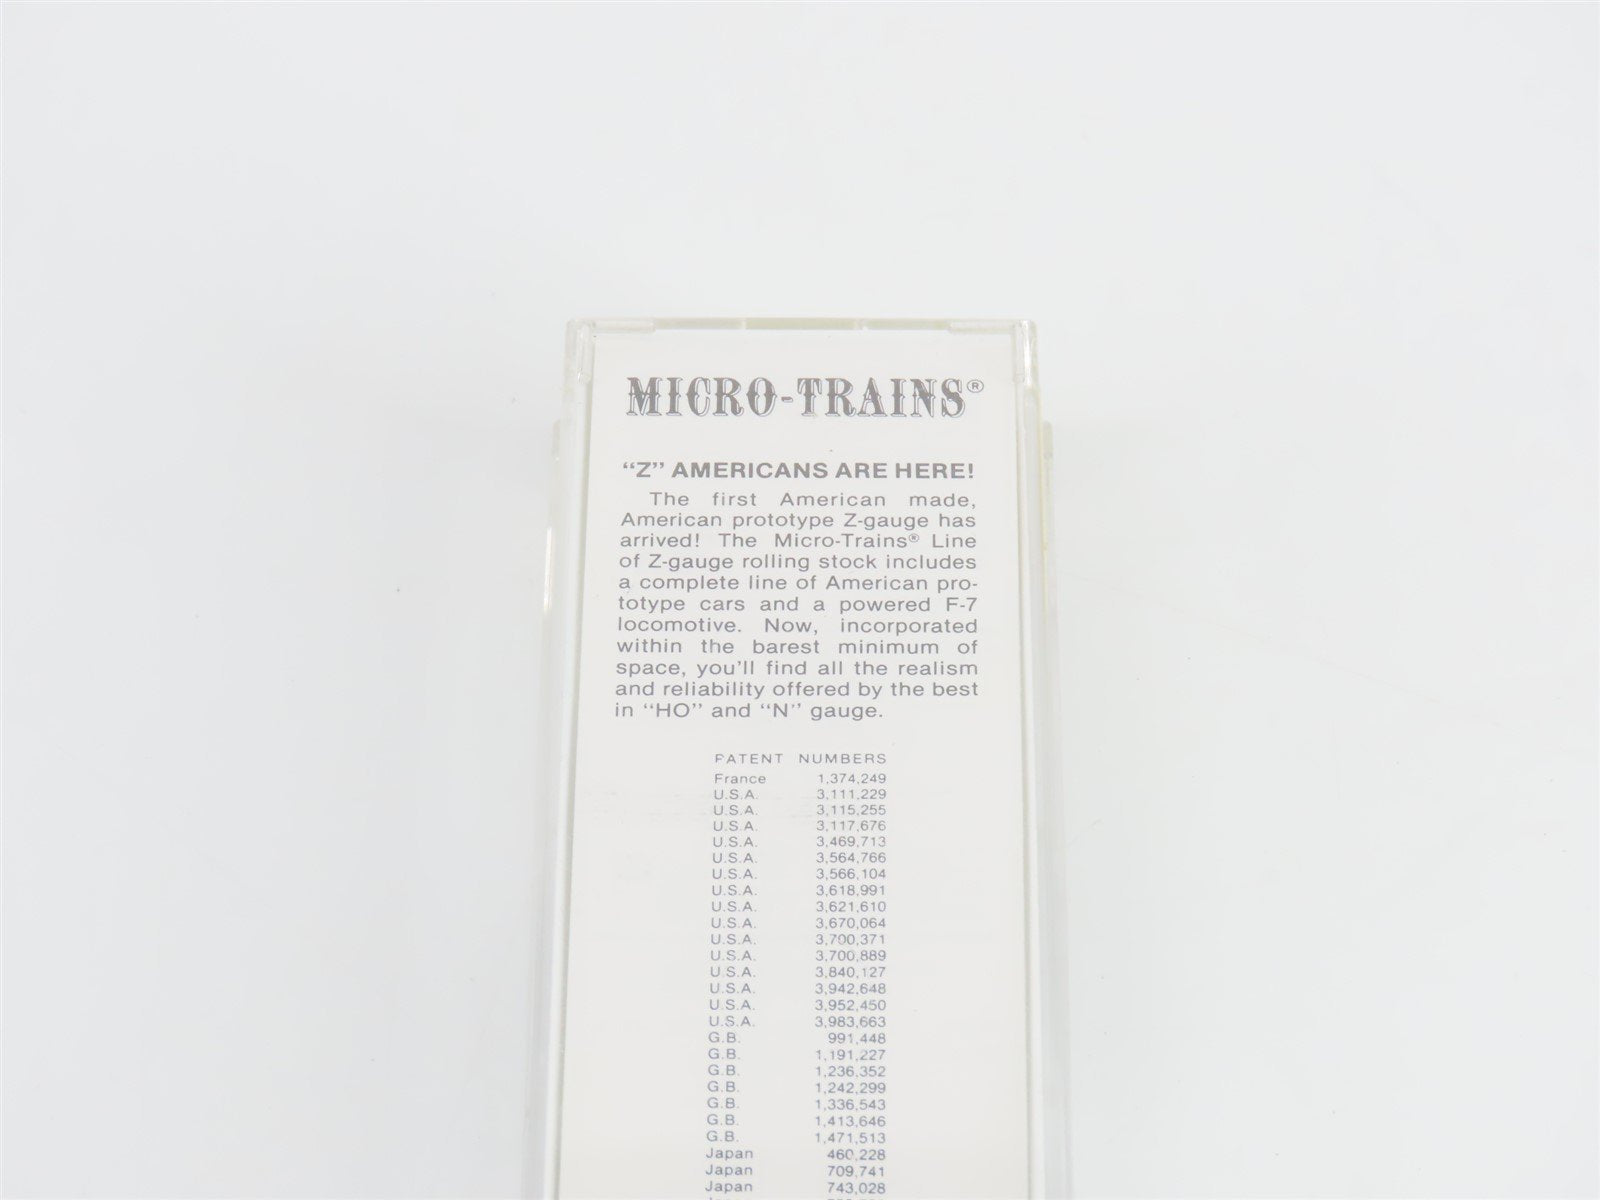 MICRO-TRAINS®
"Z" AMERICANS ARE HERE!
The first American made,
American prototype Z-gauge has
arrived! The Micro-Trains® Line
of Z-gauge rolling stock includes
a complete line of American pro-
totype cars and a powered F-7
locomotive. Now, incorporated
within the barest minimum of
space, you'll find all the realism
and reliability offered by the best
in "HO" and "N" gauge.
PATENT NUMBERS
France 1,374,249
U.S.A. 3,111,229
U.S.A. 3,115,255
U.S.A. 3,117,676
U.S.A. 3,469,713
U.S.A. 3,564,766
U.S.A. 3,566,104
U.S.A. 3,618,991
U.S.A. 3,621,610
U.S.A. 3,670,064
U.S.A. 3,700,371
U.S.A. 3,700,889
U.S.A. 3,840,127
U.S.A. 3,942,648
U.S.A. 3,952,450
U.S.A. 3,983,663
G.B. 991,448
G.B. 1,191,227
G.B. 1,236,352
G.B. 1,242,299
G.B. 1,336,543
G.B. 1,413,646
G.B. 1,471,513
Japan 460,228
Japan 709,741
Japan 743,028